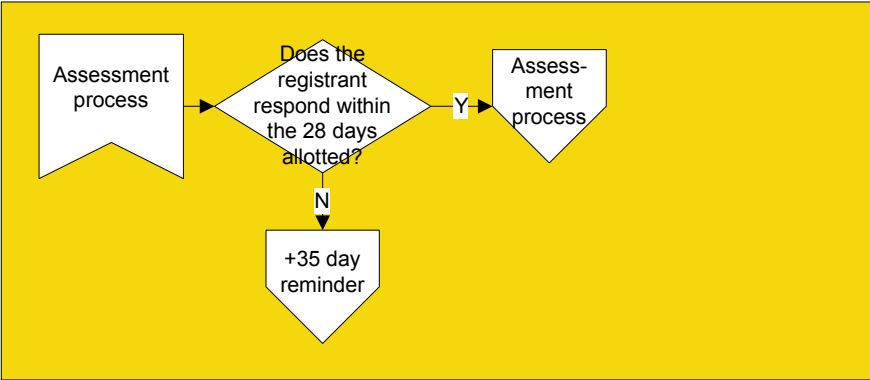 Assessment
process
Does the
registrant
respond within
the 28 days
allotted?
Y
Assess-
ment
process
N
+35 day
reminder